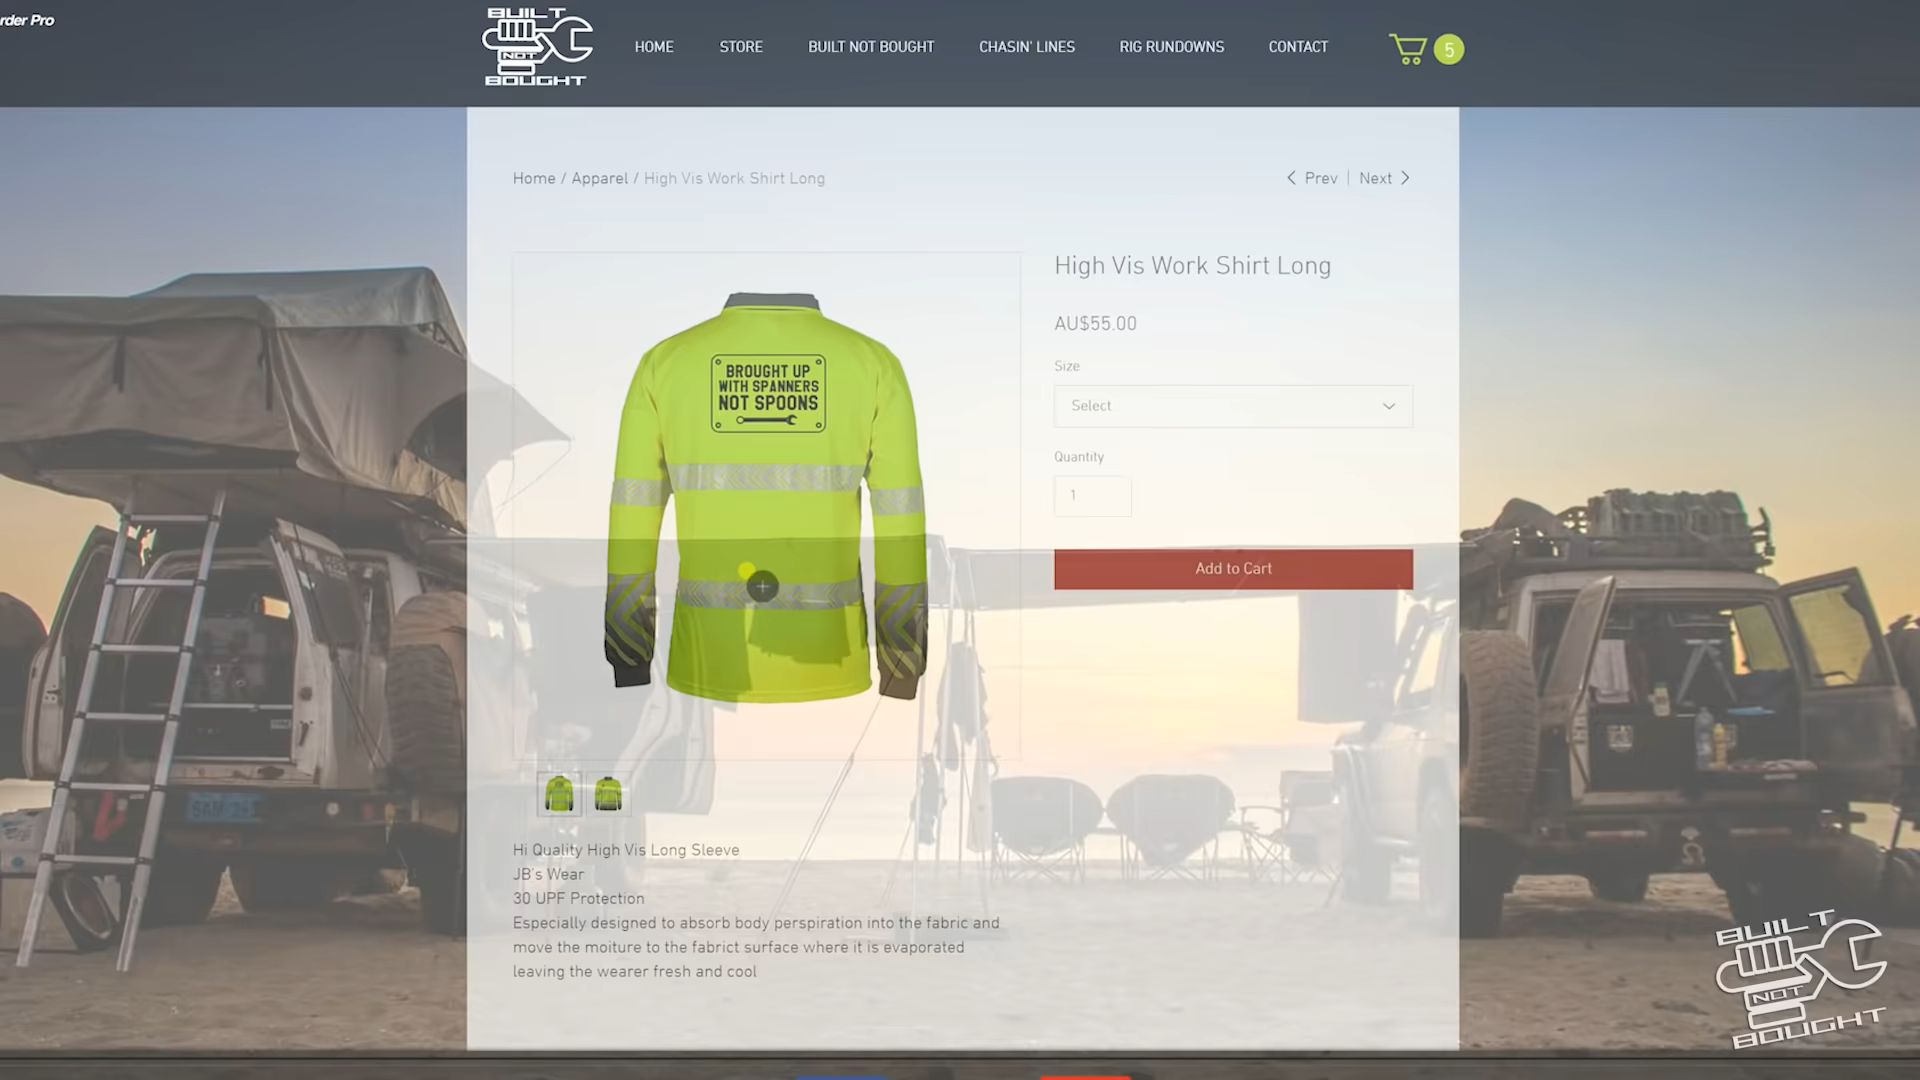 rder Pro
BUILT
NOT
BOUGHT
HOME
STORE
BUILT NOT BOUGHT
CHASIN' LINES
RIG RUNDOWNS
CONTACT
5
Home / Apparel / High Vis Work Shirt Long
Prev | Next
High Vis Work Shirt Long
AU$55.00
Size
Select
Quantity
1
Add to Cart
BROUGHT UP
WITH SPANNERS
NOT SPOONS
Hi Quality High Vis Long Sleeve
JB's Wear
30 UPF Protection
Especially designed to absorb body perspiration into the fabric and
move the moiture to the fabrict surface where it is evaporated
leaving the wearer fresh and cool
BUILT
NOT
BOUGHT